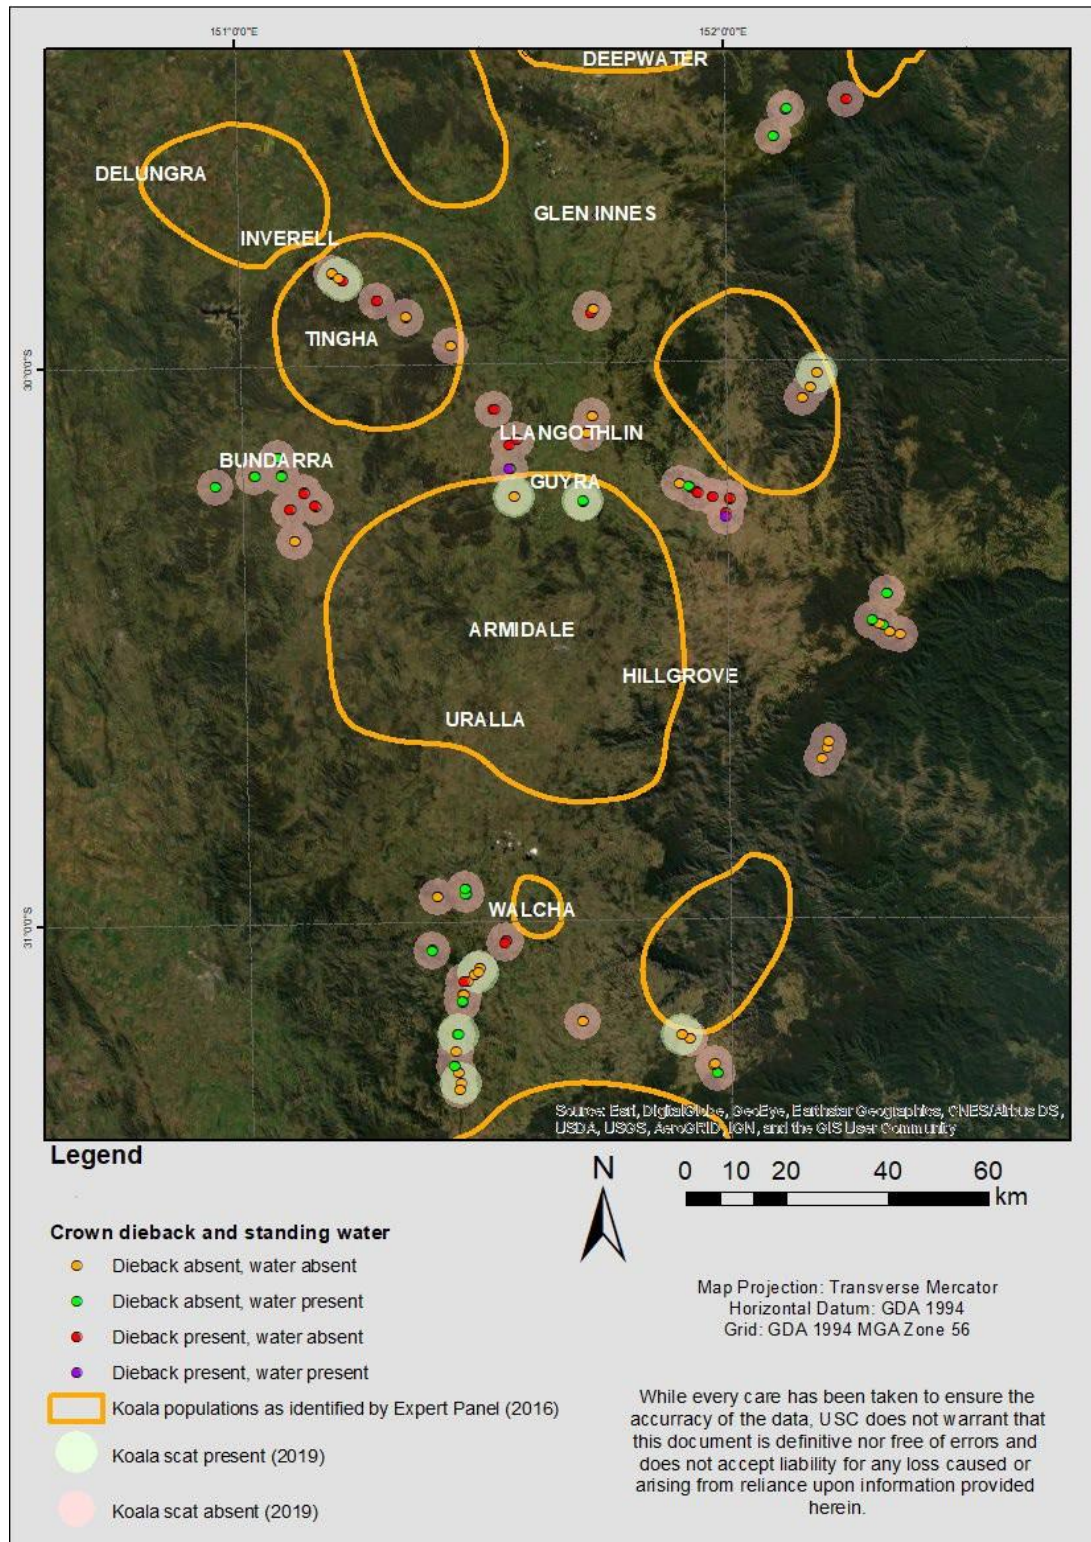 151°0'0"E
152°0'0"E
DEEPWATER
DELUNGRA
GLEN INNES
INVERELL
TINGHA
30°0'0"S
LLANGOTHLIN
BUNDARRA
GUYRA
ARMIDALE
HILLGROVE
URALLA
WALCHA
31°0'0"S
Source: Esri, DigitalGlobe, GeoEye, Earthstar Geographics, CNES/Airbus DS,
USDA, USGS, AeroGRID, IGN, and the GIS User Community
Legend
N
0 10 20 40 60
km
Crown dieback and standing water
Dieback absent, water absent
Dieback absent, water present
Dieback present, water absent
Dieback present, water present
Koala populations as identified by Expert Panel (2016)
Koala scat present (2019)
Koala scat absent (2019)
Map Projection: Transverse Mercator
Horizontal Datum: GDA 1994
Grid: GDA 1994 MGA Zone 56
While every care has been taken to ensure the
accurracy of the data, USC does not warrant that
this document is definitive nor free of errors and
does not accept liability for any loss caused or
arising from reliance upon information provided
herein.